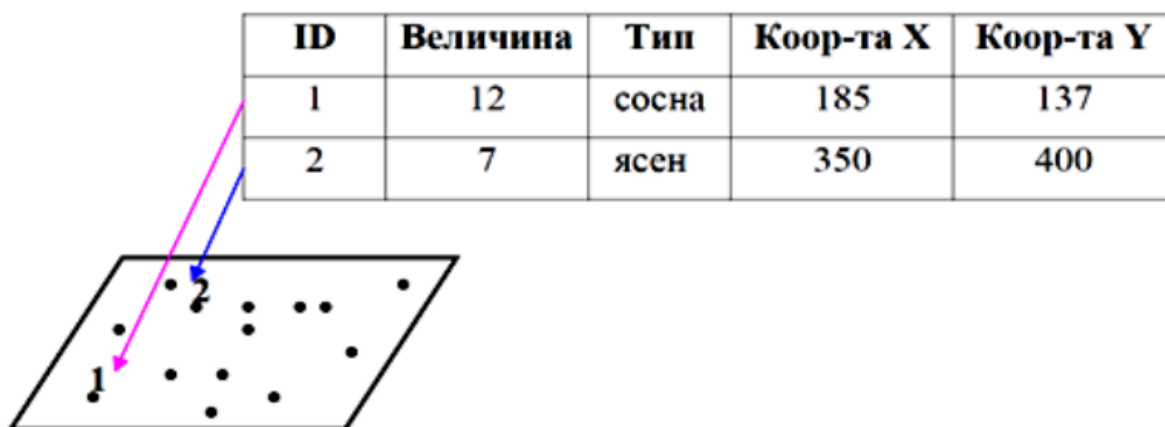 ID Величина Тип Коор-та X Коор-та Y
1 12 сосна 185 137
2 7 ясен 350 400
2
1